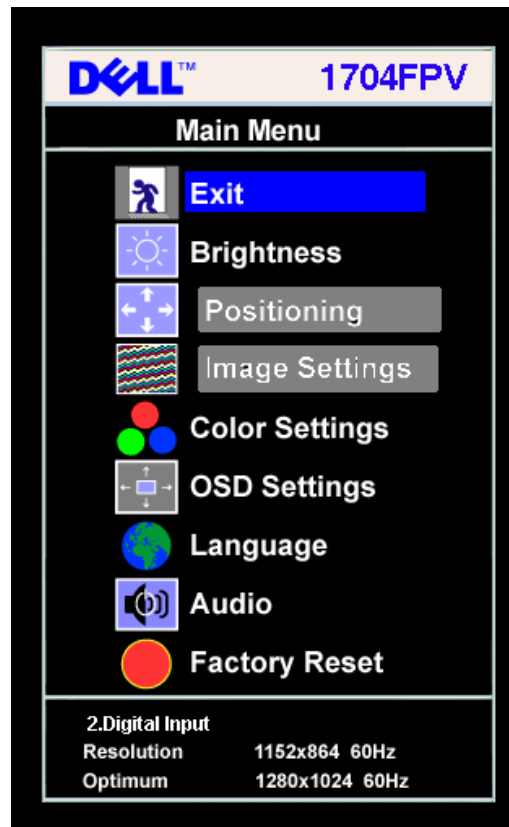 DELL™ 1704FPV
Main Menu
Exit
Brightness
Positioning
Image Settings
Color Settings
OSD Settings
Language
Audio
Factory Reset
2.Digital Input
Resolution 1152x864 60Hz
Optimum 1280x1024 60Hz